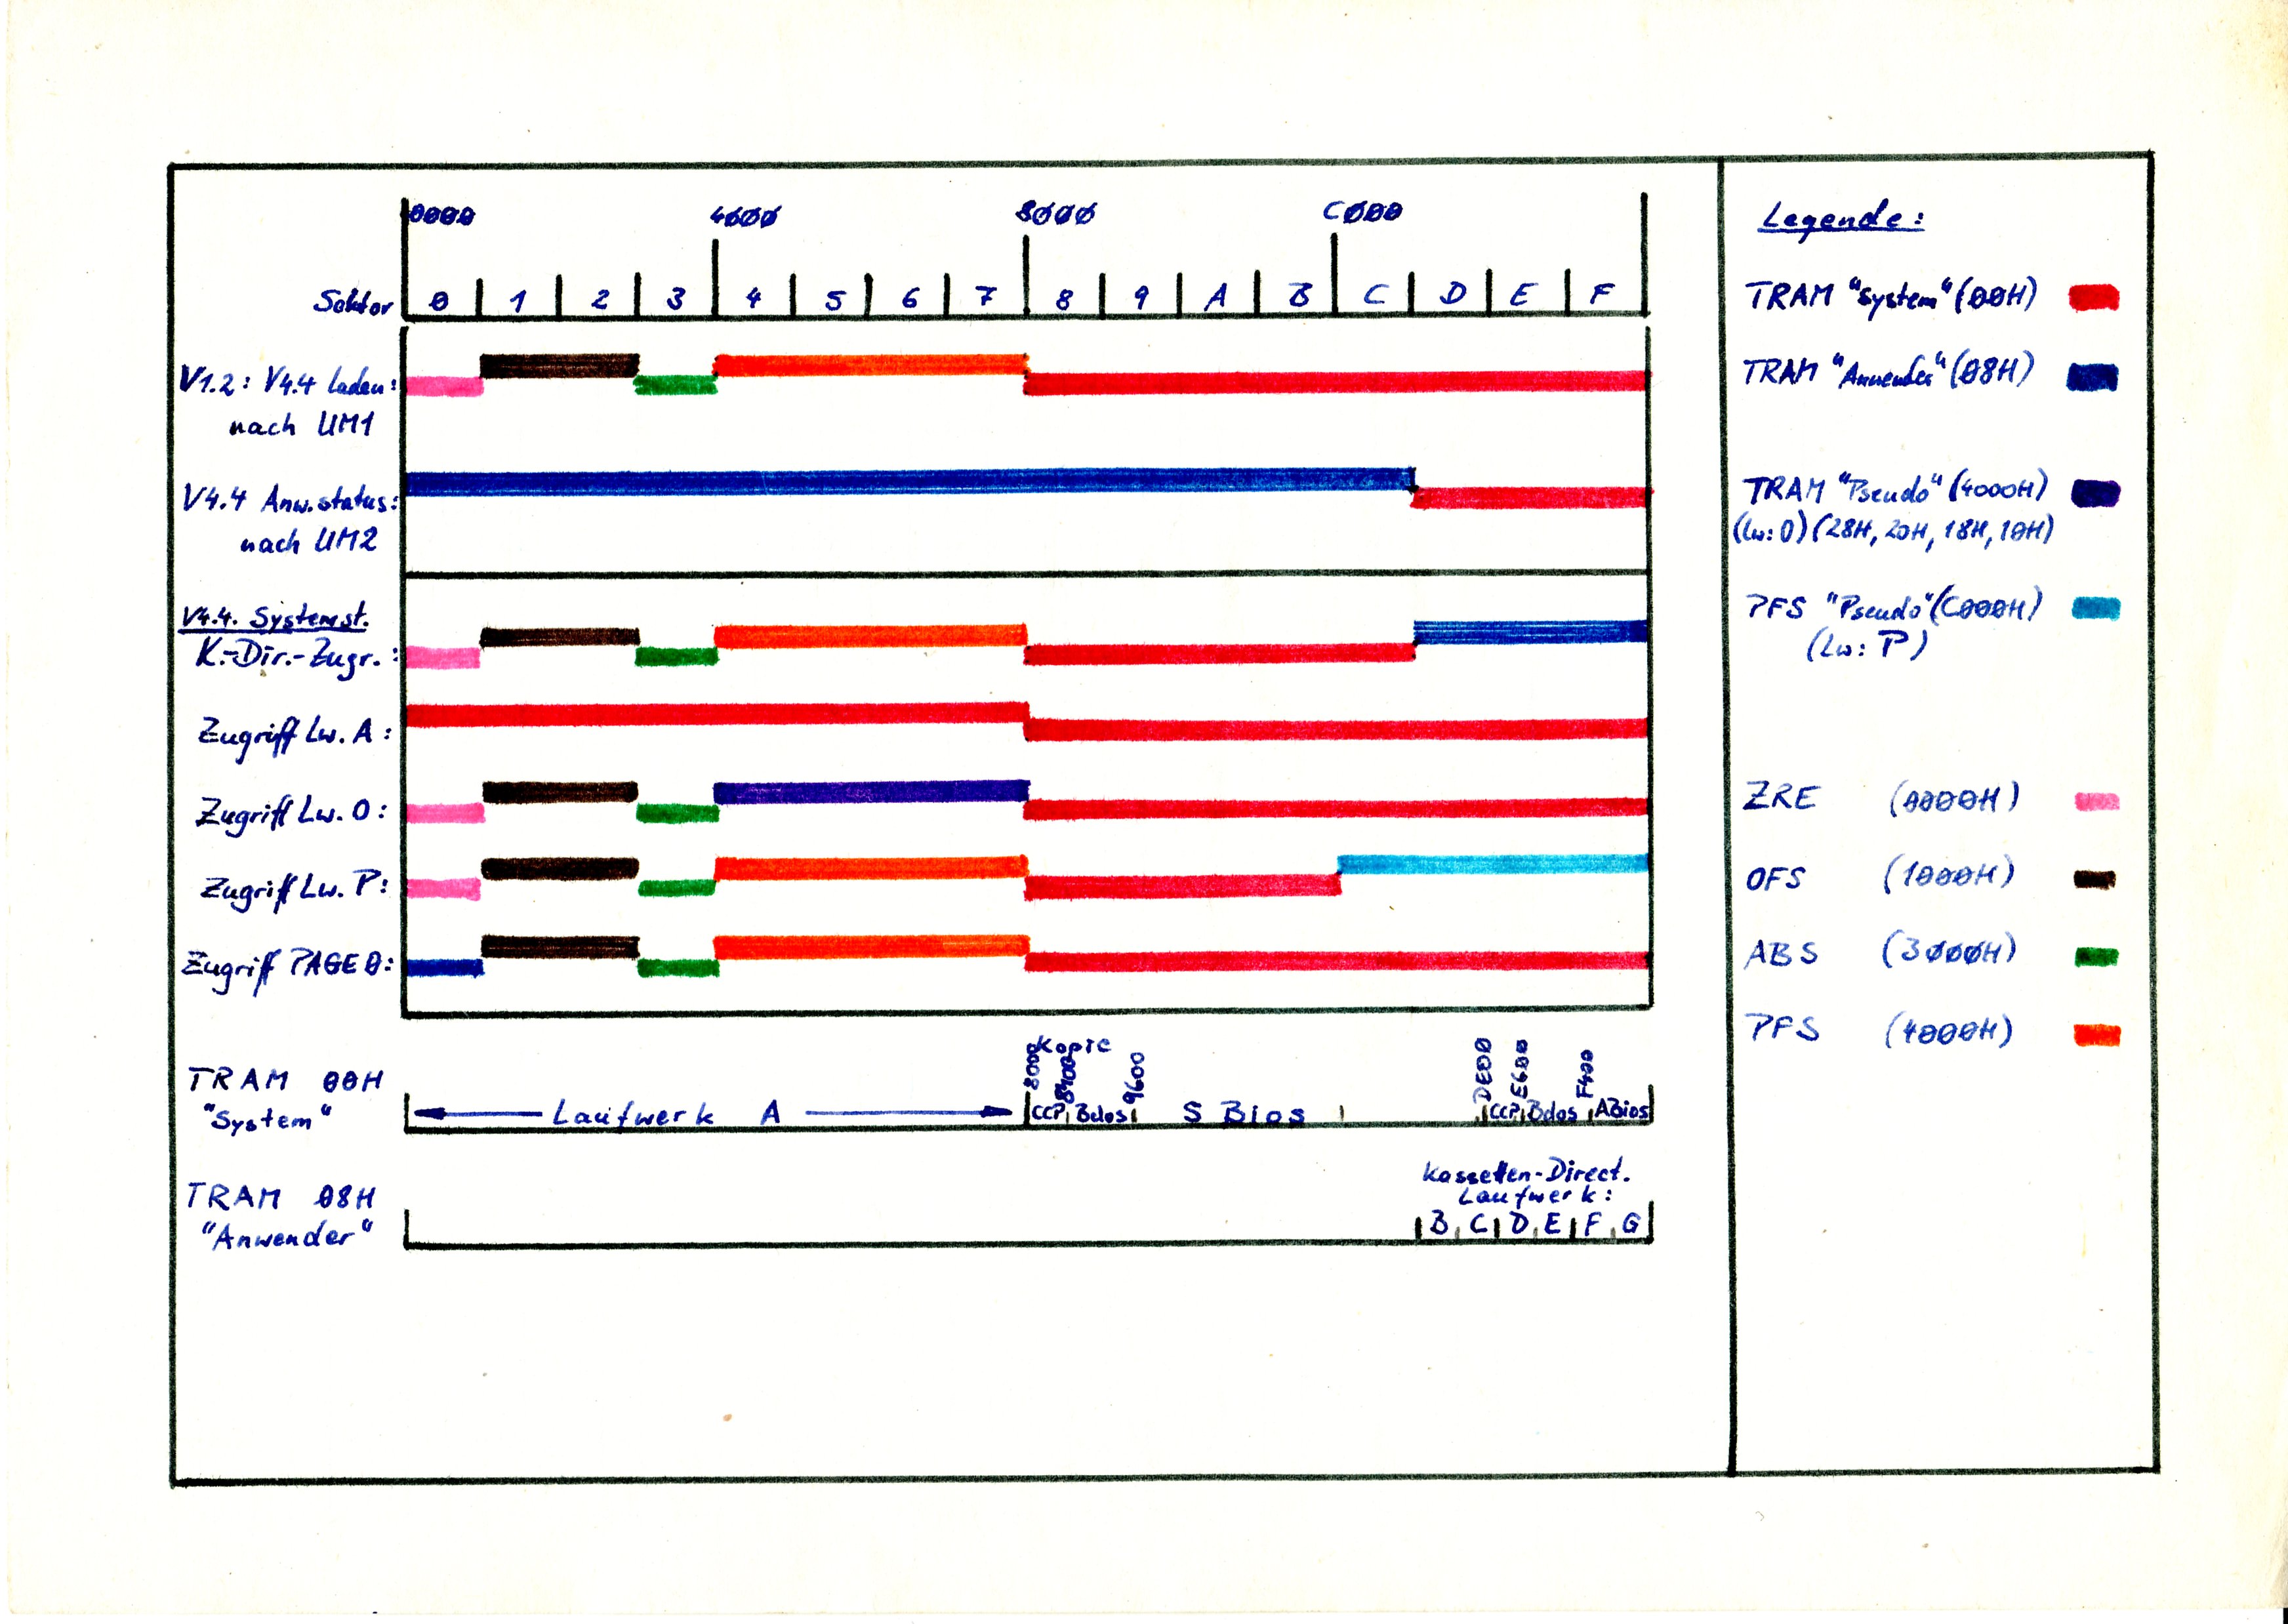 0000 4000 8000 C000
Sektor 0 1 2 3 4 5 6 7 8 9 A B C D E F
V1.2: V4.4 laden:
nach UM1
V4.4 Anw.status:
nach UM2
V4.4. Systemst.
K.-Dir.-Zugr.:
Zugriff Lw. A:
Zugriff Lw. O:
Zugriff Lw. P:
Zugriff PAGE 0:
TRAM 00H
"System"
Laufwerk A
Kopie
8000 8400 9600 DE00 E600 F400
CCP Bdos S Bios CCP Bdos ABios
TRAM 08H
"Anwender"
Kassetten-Direct.
Laufwerk:
B C D E F G
Legende:
TRAM "System" (00H)
TRAM "Anwender" (08H)
TRAM "Pseudo" (4000H)
(Lw: O) (28H, 20H, 18H, 10H)
PFS "Pseudo" (C000H)
(Lw: P)
ZRE (0000H)
OFS (1000H)
ABS (3000H)
PFS (4000H)